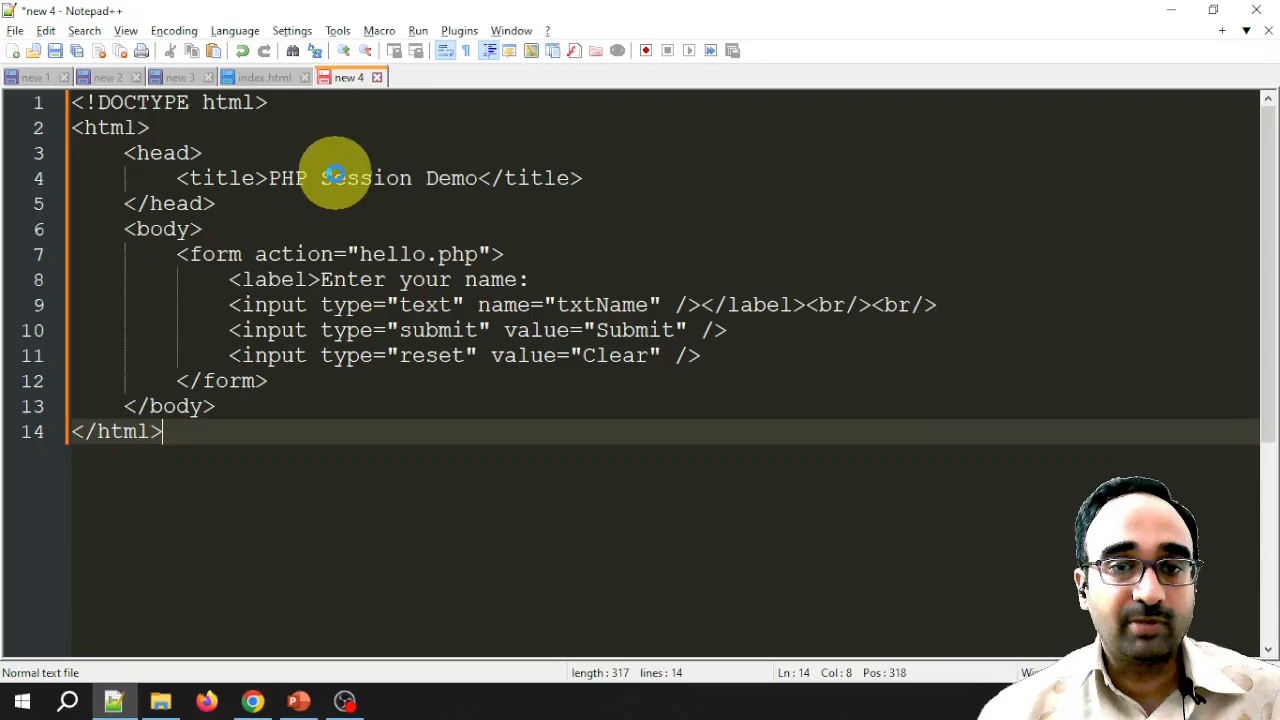 *new 4 - Notepad++
File Edit Search View Encoding Language Settings Tools Macro Run Plugins Window ?
new 1 new 2 new 3 index.html new 4
1 <!DOCTYPE html>
2 <html>
3 <head>
4 <title>PHP Session Demo</title>
5 </head>
6 <body>
7 <form action="hello.php">
8 <label>Enter your name:
9 <input type="text" name="txtName" /></label><br/><br/>
10 <input type="submit" value="Submit" />
11 <input type="reset" value="Clear" />
12 </form>
13 </body>
14 </html>
Normal text file length : 317 lines : 14 Ln : 14 Col : 8 Pos : 318